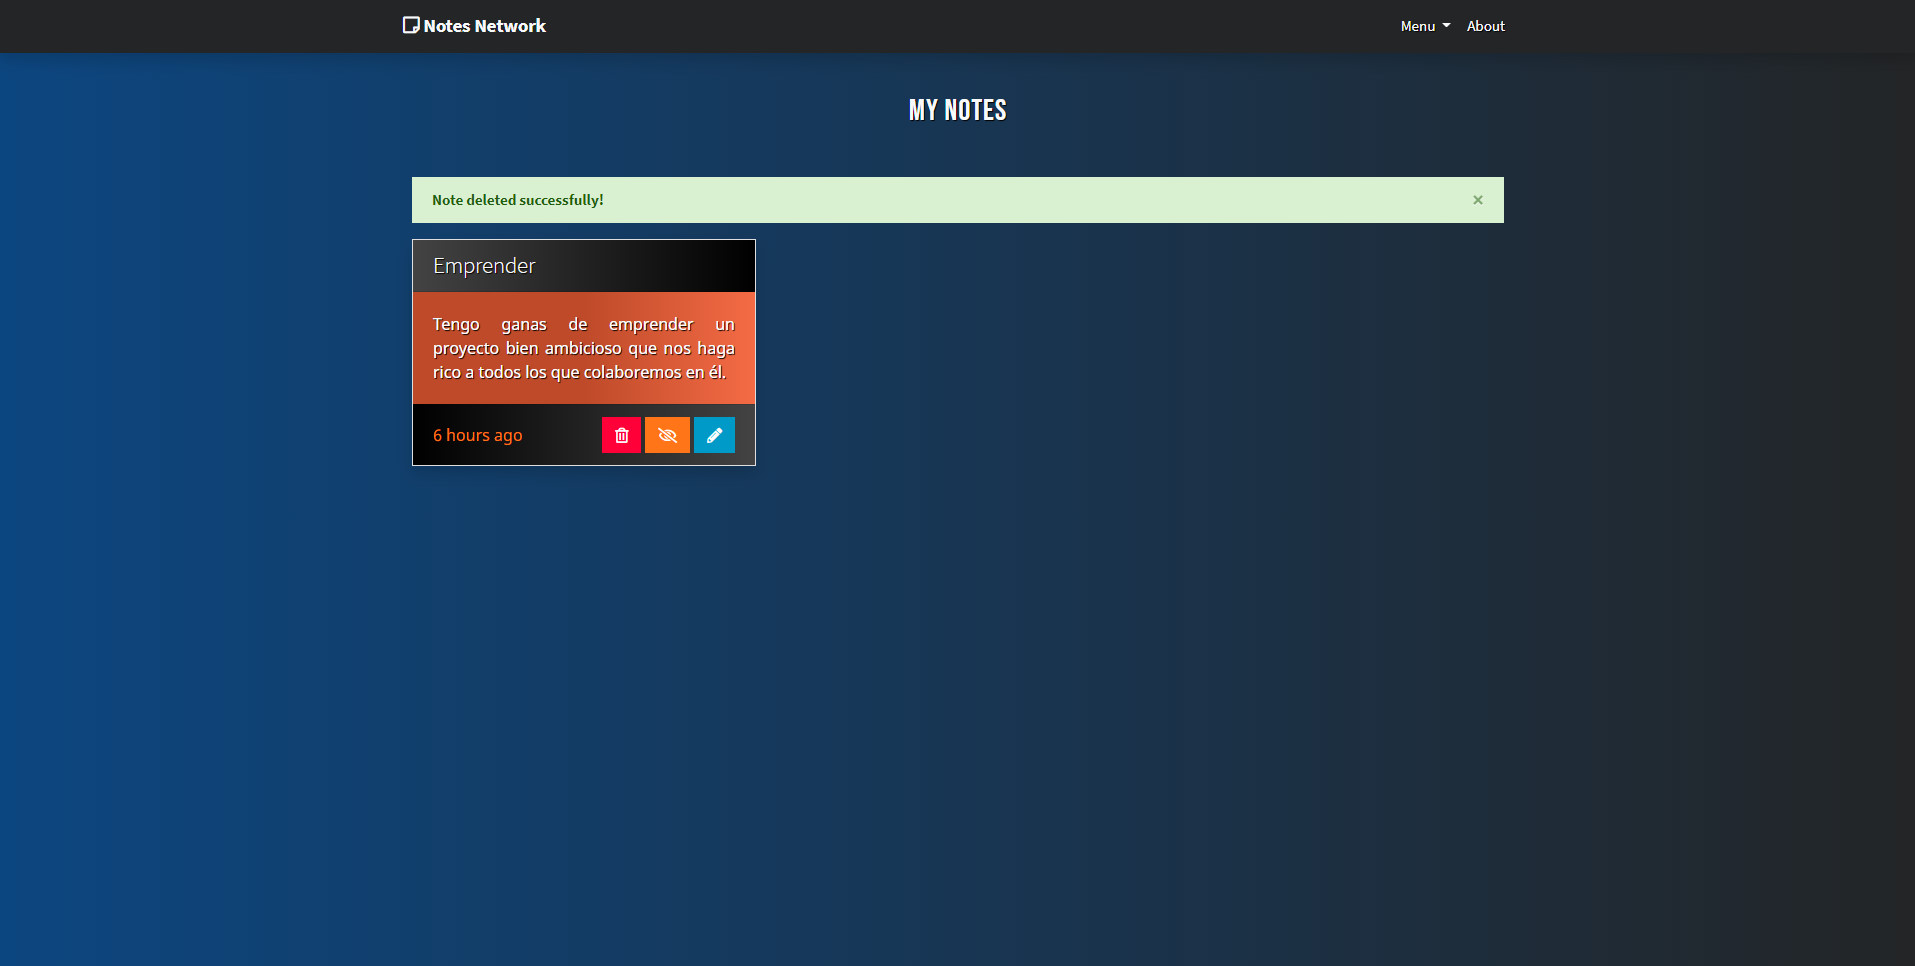 Notes Network
Menu
About
MY NOTES
Note deleted successfully!
×
Emprender
Tengo ganas de emprender un
proyecto bien ambicioso que nos haga
rico a todos los que colaboremos en él.
6 hours ago